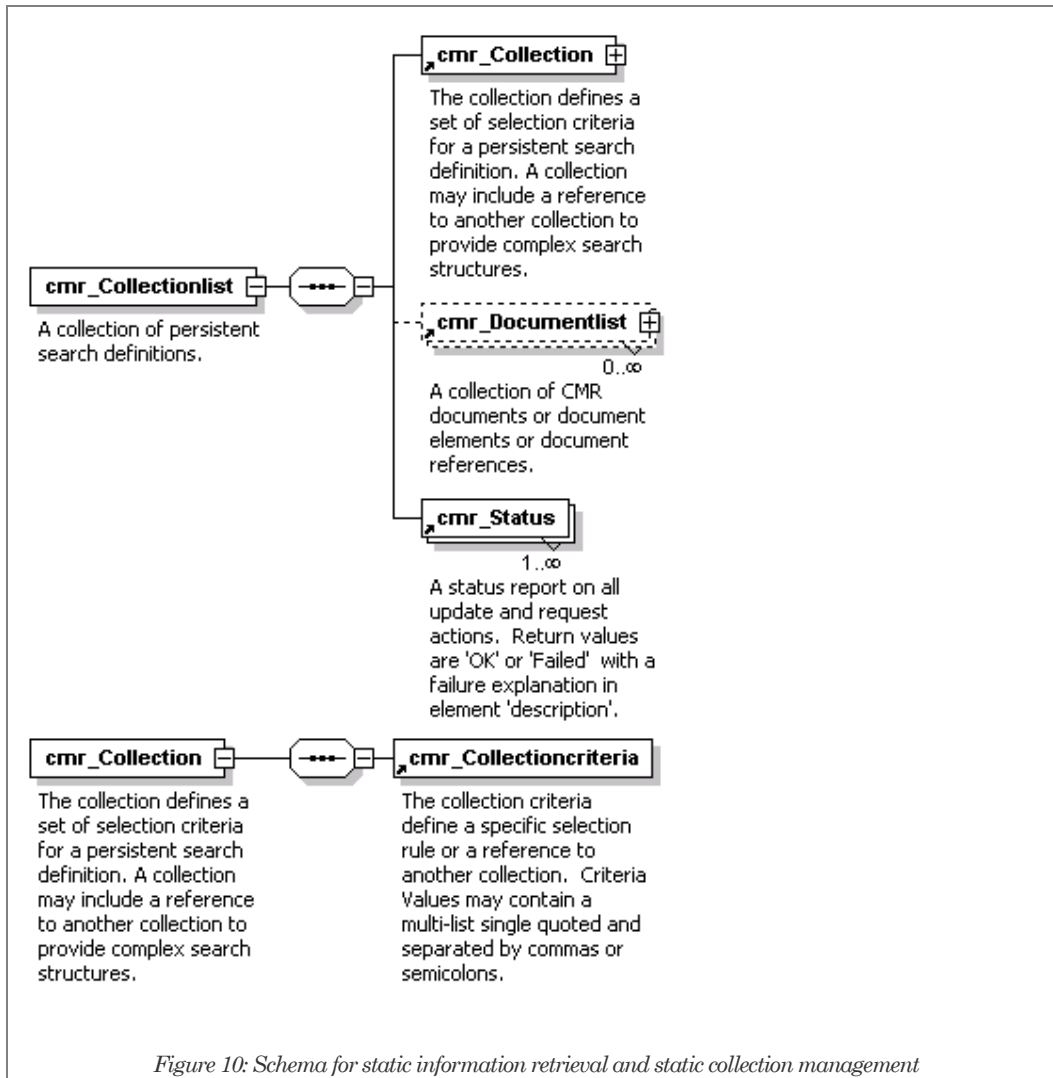 cmr_Collection
The collection defines a
set of selection criteria
for a persistent search
definition. A collection
may include a reference
to another collection to
provide complex search
structures.
cmr_Collectionlist
A collection of persistent
search definitions.
cmr_Documentlist
0..∞
A collection of CMR
documents or document
elements or document
references.
cmr_Status
1..∞
A status report on all
update and request
actions.  Return values
are 'OK' or 'Failed'  with a
failure explanation in
element 'description'.
cmr_Collection
The collection defines a
set of selection criteria
for a persistent search
definition. A collection
may include a reference
to another collection to
provide complex search
structures.
cmr_Collectioncriteria
The collection criteria
define a specific selection
rule or a reference to
another collection.  Criteria
Values may contain a
multi-list single quoted and
separated by commas or
semicolons.
Figure 10: Schema for static information retrieval and static collection management